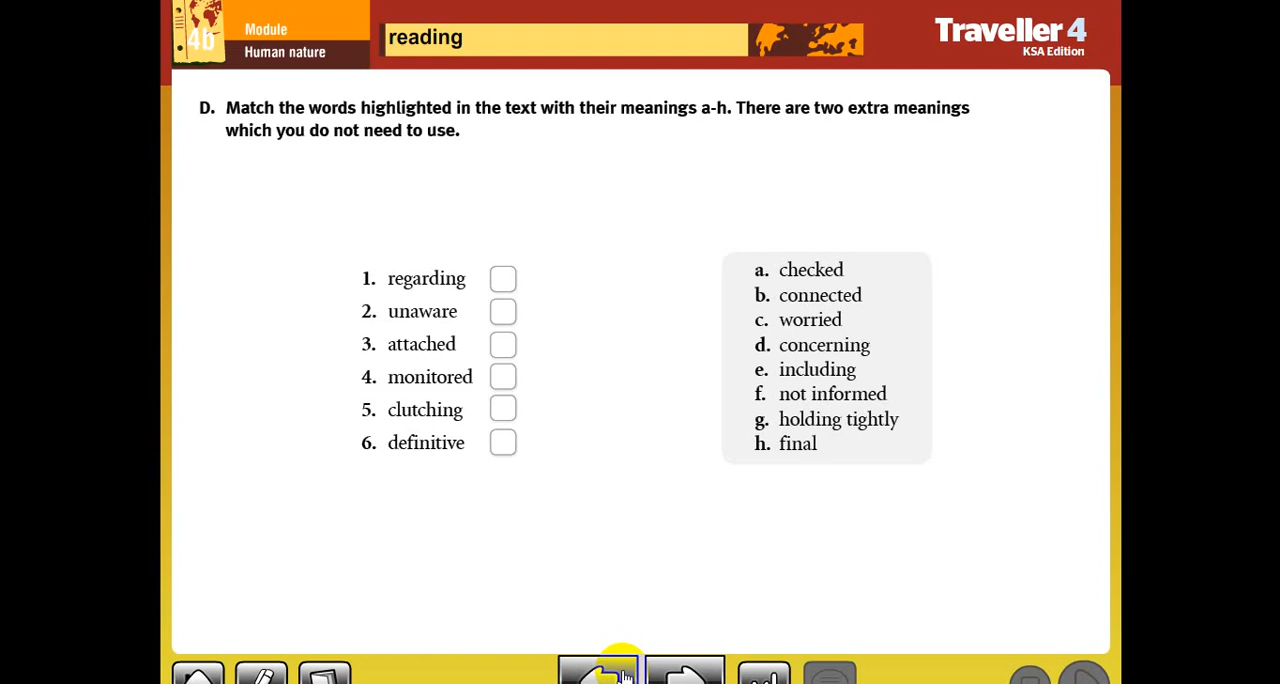 4b
Module
Human nature
reading
Traveller 4
KSA Edition
D. Match the words highlighted in the text with their meanings a-h. There are two extra meanings
which you do not need to use.
1. regarding
2. unaware
3. attached
4. monitored
5. clutching
6. definitive
a. checked
b. connected
c. worried
d. concerning
e. including
f. not informed
g. holding tightly
h. final